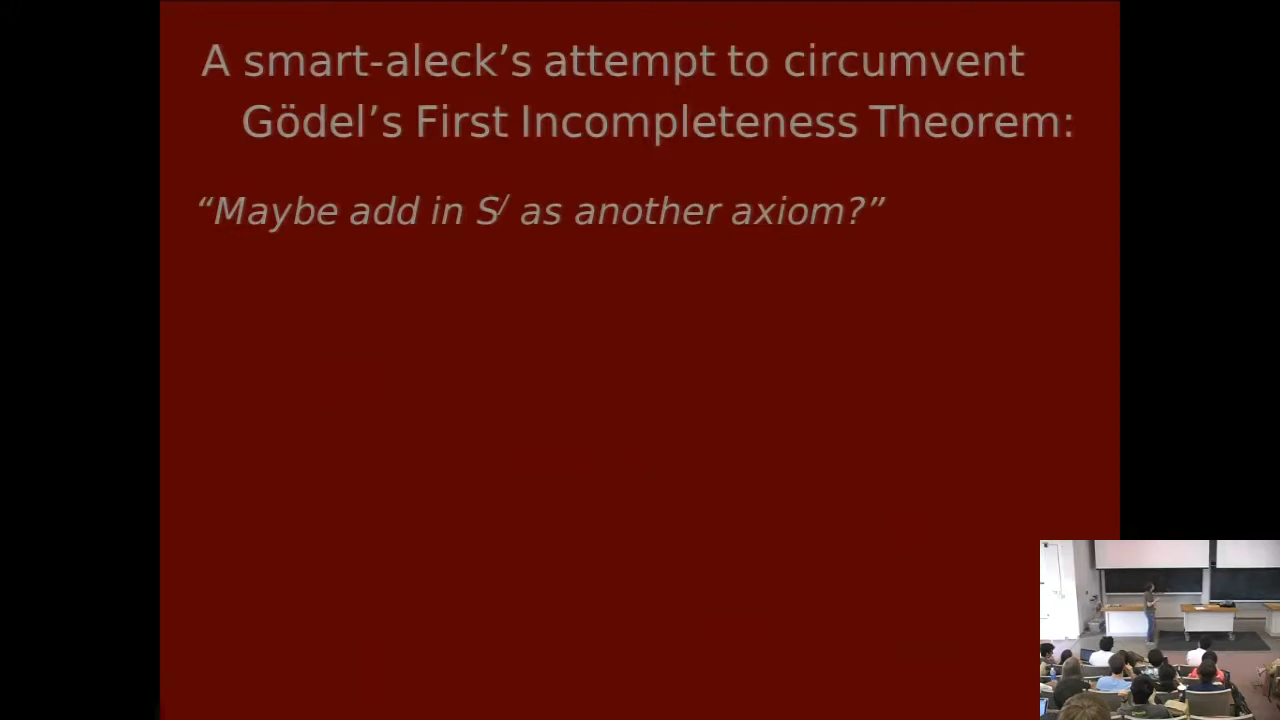 A smart-aleck’s attempt to circumvent
Gödel’s First Incompleteness Theorem:
“Maybe add in S′ as another axiom?”